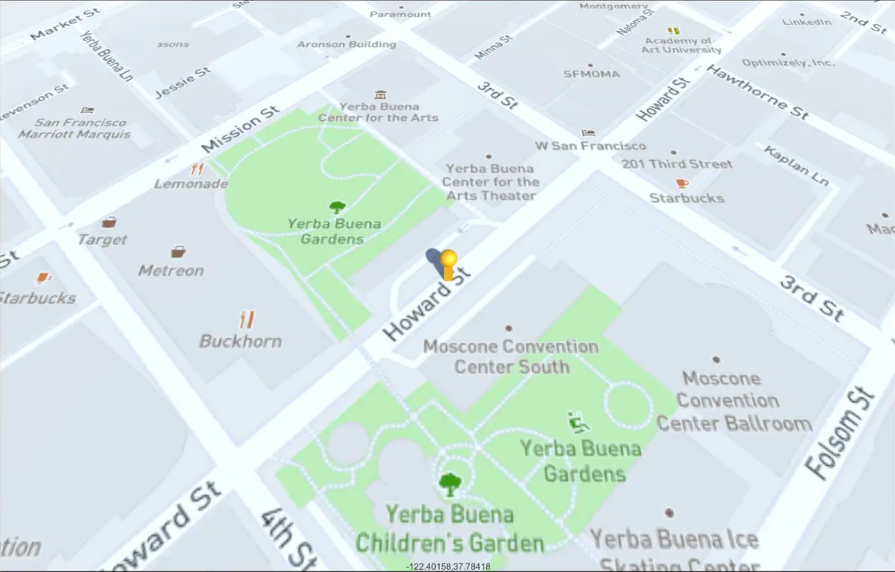 Market St
Paramount
Montgomery
Natoma St
LinkedIn
2nd St
Yerba Buena Ln
asons
Aronson Building
Minna St
Academy of
Art University
Jessie St
SFMOMA
Optimizely, Inc.
evenson St
3rd St
Howard St
Hawthorne St
San Francisco
Marriott Marquis
Mission St
Yerba Buena
Center for the Arts
W San Francisco
201 Third Street
Kaplan Ln
Lemonade
Yerba Buena
Center for the
Arts Theater
Starbucks
Target
Yerba Buena
Gardens
Mac
St
Metreon
Starbucks
3rd St
Howard St
Buckhorn
Moscone Convention
Center South
Moscone
Convention
Center Ballroom
Folsom St
Yerba Buena
Gardens
Howard St
4th St
Yerba Buena
Children's Garden
Yerba Buena Ice
Skating Center
tion
-122.40158,37.78418